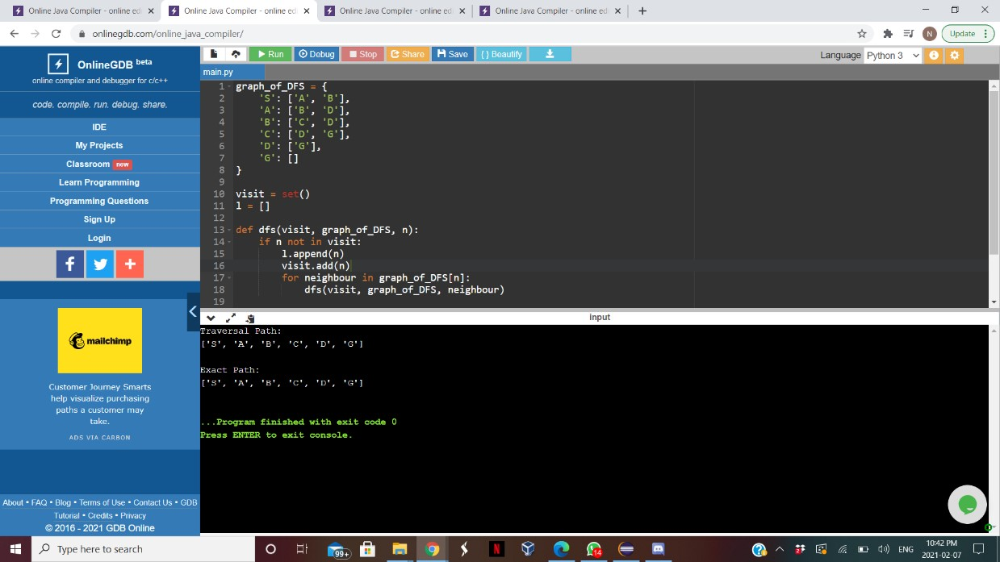 Online Java Compiler - online edi
Online Java Compiler - online edi
Online Java Compiler - online edi
Online Java Compiler - online edi
onlinegdb.com/online_java_compiler/
N
Update
OnlineGDB beta
online compiler and debugger for c/c++
code. compile. run. debug. share.
IDE
My Projects
Classroom new
Learn Programming
Programming Questions
Sign Up
Login
mailchimp
Customer Journey Smarts
help visualize purchasing
paths a customer may
take.
ADS VIA CARBON
About • FAQ • Blog • Terms of Use • Contact Us • GDB
Tutorial • Credits • Privacy
© 2016 - 2021 GDB Online
Run Debug Stop Share Save { } Beautify
Language Python 3
main.py
1 graph_of_DFS = {
2 'S': ['A', 'B'],
3 'A': ['B', 'D'],
4 'B': ['C', 'D'],
5 'C': ['D', 'G'],
6 'D': ['G'],
7 'G': []
8 }
9
10 visit = set()
11 l = []
12
13 def dfs(visit, graph_of_DFS, n):
14 if n not in visit:
15 l.append(n)
16 visit.add(n)
17 for neighbour in graph_of_DFS[n]:
18 dfs(visit, graph_of_DFS, neighbour)
19
input
Traversal Path:
['S', 'A', 'B', 'C', 'D', 'G']
Exact Path:
['S', 'A', 'B', 'C', 'D', 'G']
...Program finished with exit code 0
Press ENTER to exit console.
Type here to search
99+
14
2
ENG
10:42 PM
2021-02-07